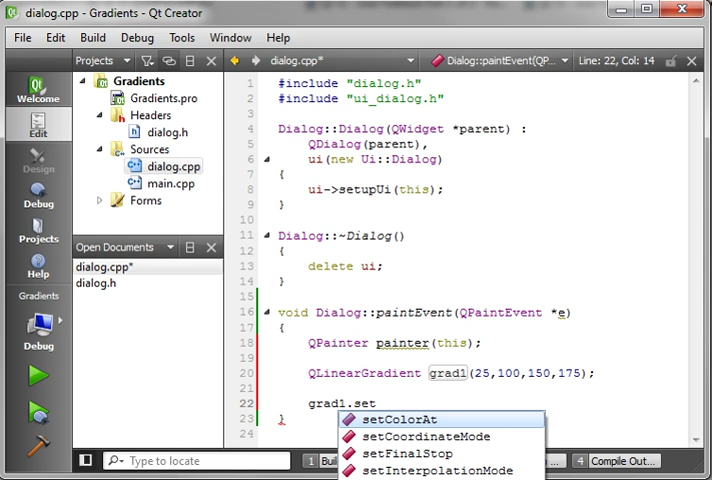 dialog.cpp - Gradients - Qt Creator
File Edit Build Debug Tools Window Help
Projects
dialog.cpp*
Dialog::paintEvent(QP...
Line: 22, Col: 14
Welcome
Edit
Design
Debug
Projects
Help
Gradients
Debug
Gradients
Gradients.pro
Headers
dialog.h
Sources
dialog.cpp
main.cpp
Forms
Open Documents
dialog.cpp*
dialog.h
1 #include "dialog.h"
2 #include "ui_dialog.h"
3
4 Dialog::Dialog(QWidget *parent) :
5 QDialog(parent),
6 ui(new Ui::Dialog)
7 {
8 ui->setupUi(this);
9 }
10
11 Dialog::~Dialog()
12 {
13 delete ui;
14 }
15
16 void Dialog::paintEvent(QPaintEvent *e)
17 {
18 QPainter painter(this);
19
20 QLinearGradient grad1(25,100,150,175);
21
22 grad1.set
23 }
24
setColorAt
setCoordinateMode
setFinalStop
setInterpolationMode
Type to locate
1 Buil
4 Compile Out...